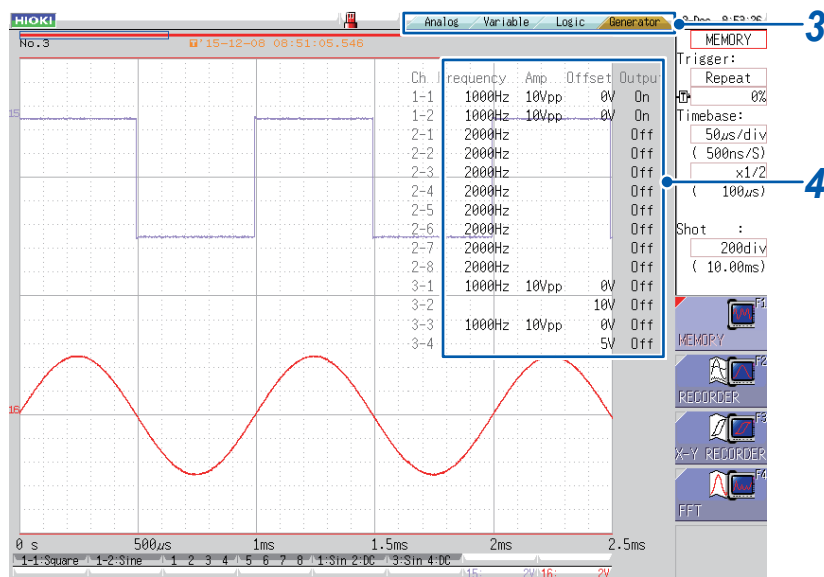 HIOKI
Analog Variable Logic Generator
3
No.3
'15-12-08 08:51:05.546
MEMORY
Trigger:
Repeat
0%
Timebase:
50µs/div
( 500ns/S)
x1/2
( 100µs)
Shot :
200div
( 10.00ms)
Ch Frequency Amp Offset Output
1-1 1000Hz 10Vpp 0V On
1-2 1000Hz 10Vpp 0V On
2-1 2000Hz Off
2-2 2000Hz Off
2-3 2000Hz Off
2-4 2000Hz Off
2-5 2000Hz Off
2-6 2000Hz Off
2-7 2000Hz Off
2-8 2000Hz Off
3-1 1000Hz 10Vpp 0V Off
3-2 10V Off
3-3 1000Hz 10Vpp 0V Off
3-4 5V Off
4
15
16
F1
MEMORY
F2
RECORDER
F3
X-Y RECORDER
F4
FFT
0 s 500µs 1ms 1.5ms 2ms 2.5ms
1-1:Square 1-2:Sine 1 2 3 4 5 6 7 8 1:Sin 2:DC 3:Sin 4:DC
15: 2V 16: 2V